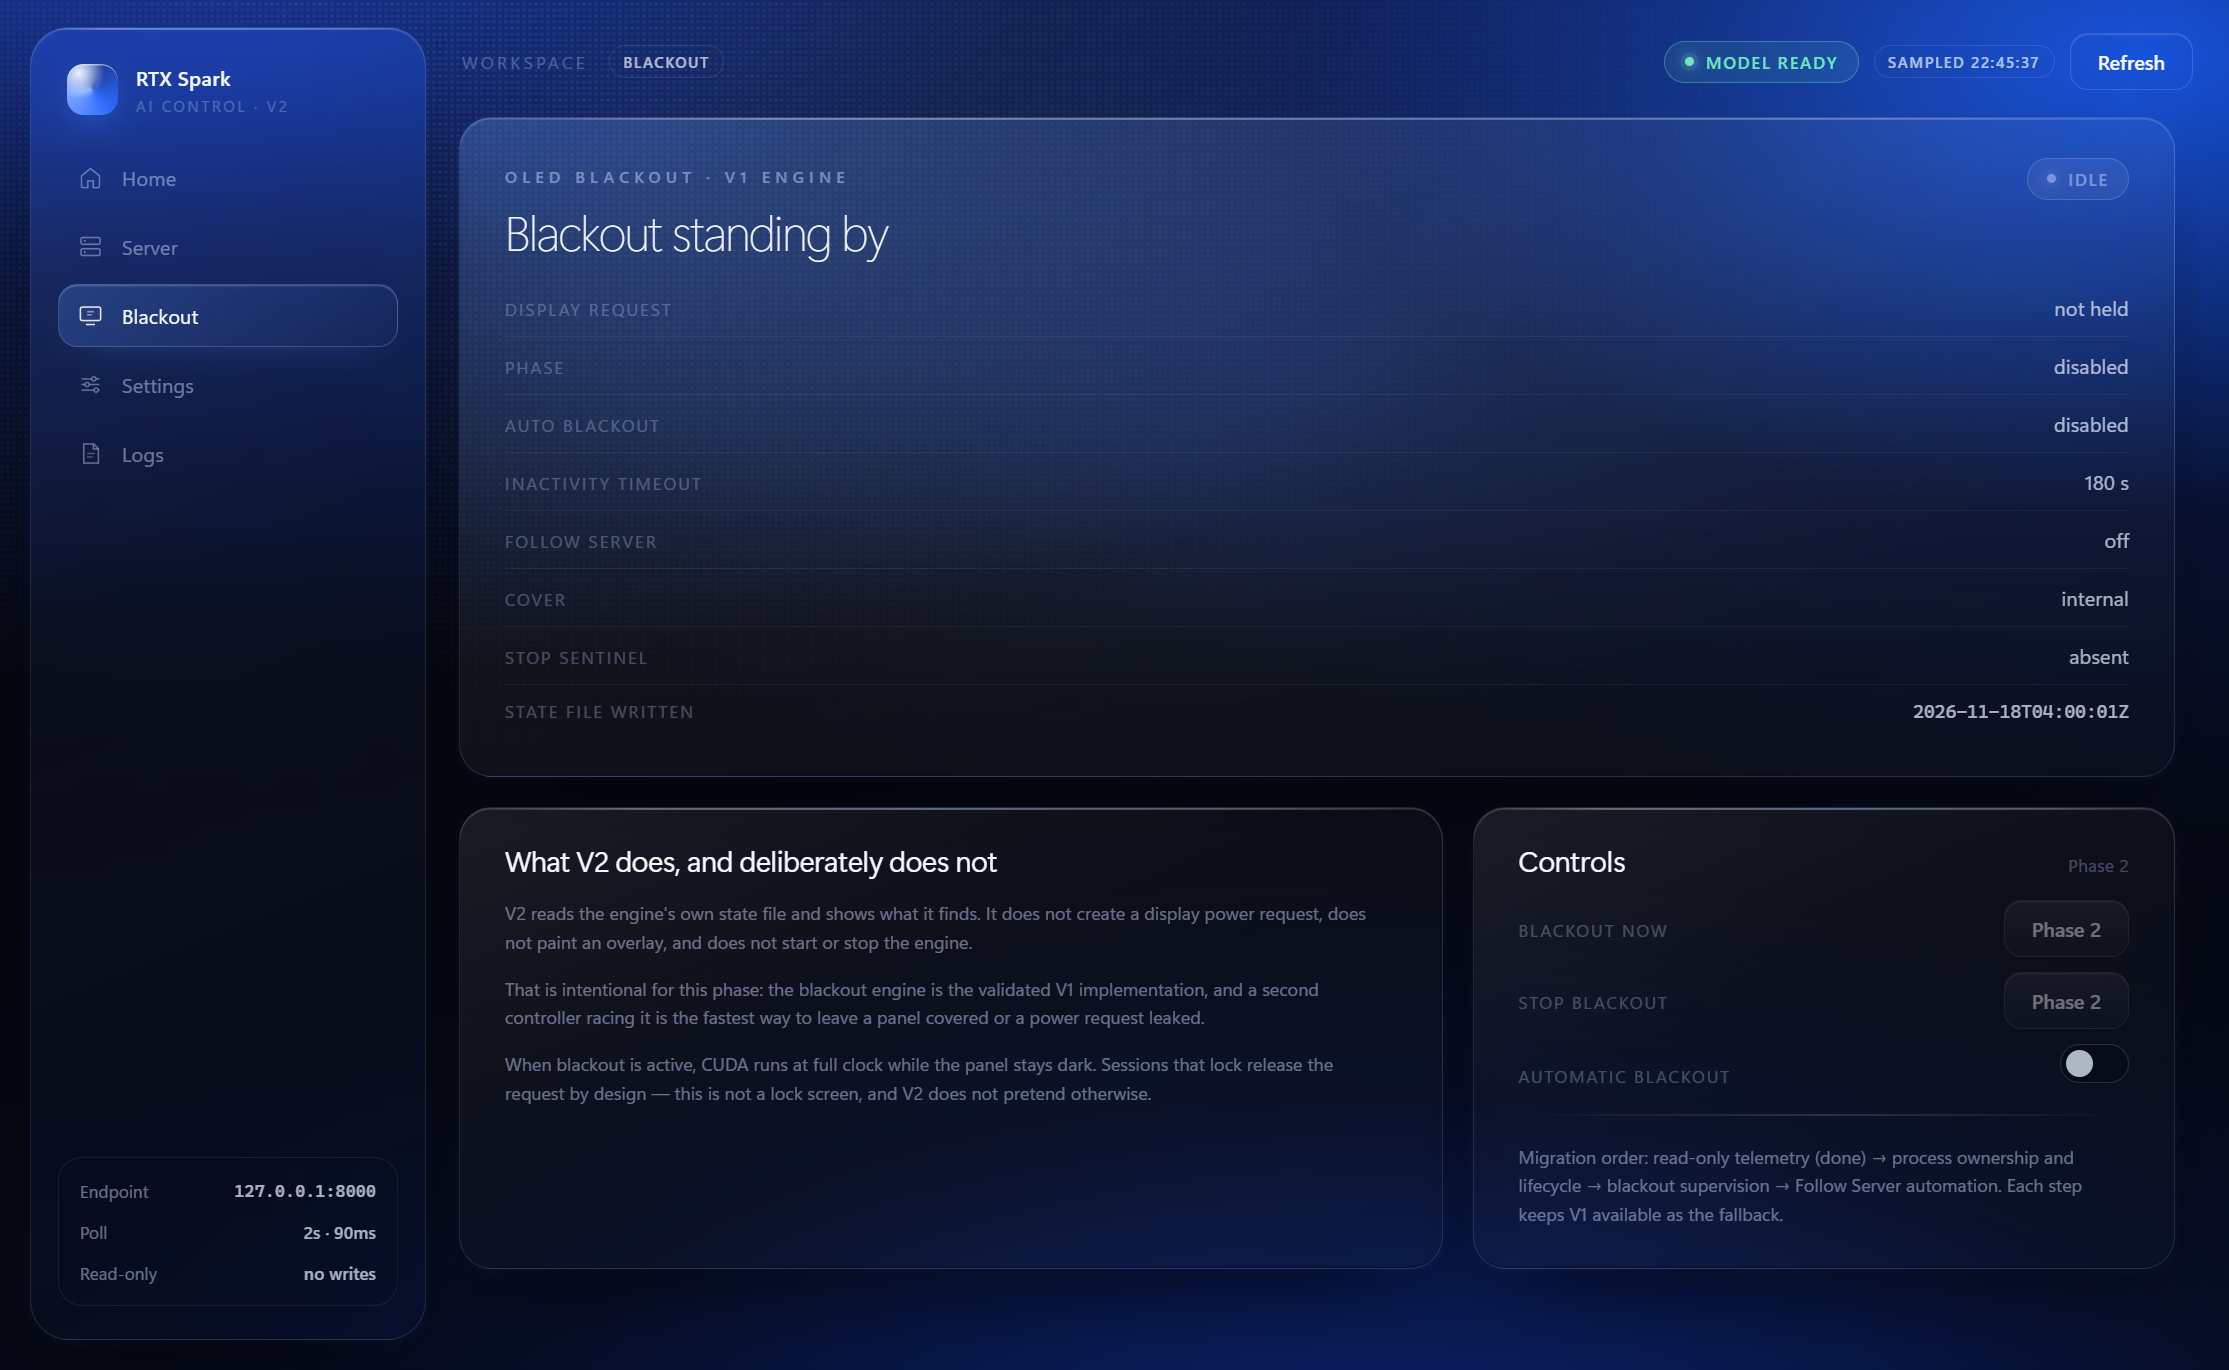 RTX Spark
AI CONTROL · V2
Home
Server
Blackout
Settings
Logs
Endpoint 127.0.0.1:8000
Poll 2s · 90ms
Read-only no writes
WORKSPACE BLACKOUT
MODEL READY SAMPLED 22:45:37 Refresh
OLED BLACKOUT · V1 ENGINE IDLE
Blackout standing by
DISPLAY REQUEST not held
PHASE disabled
AUTO BLACKOUT disabled
INACTIVITY TIMEOUT 180 s
FOLLOW SERVER off
COVER internal
STOP SENTINEL absent
STATE FILE WRITTEN 2026-11-18T04:00:01Z
What V2 does, and deliberately does not
V2 reads the engine's own state file and shows what it finds. It does not create a display power request, does
not paint an overlay, and does not start or stop the engine.
That is intentional for this phase: the blackout engine is the validated V1 implementation, and a second
controller racing it is the fastest way to leave a panel covered or a power request leaked.
When blackout is active, CUDA runs at full clock while the panel stays dark. Sessions that lock release the
request by design — this is not a lock screen, and V2 does not pretend otherwise.
Controls Phase 2
BLACKOUT NOW Phase 2
STOP BLACKOUT Phase 2
AUTOMATIC BLACKOUT
Migration order: read-only telemetry (done) → process ownership and
lifecycle → blackout supervision → Follow Server automation. Each step
keeps V1 available as the fallback.